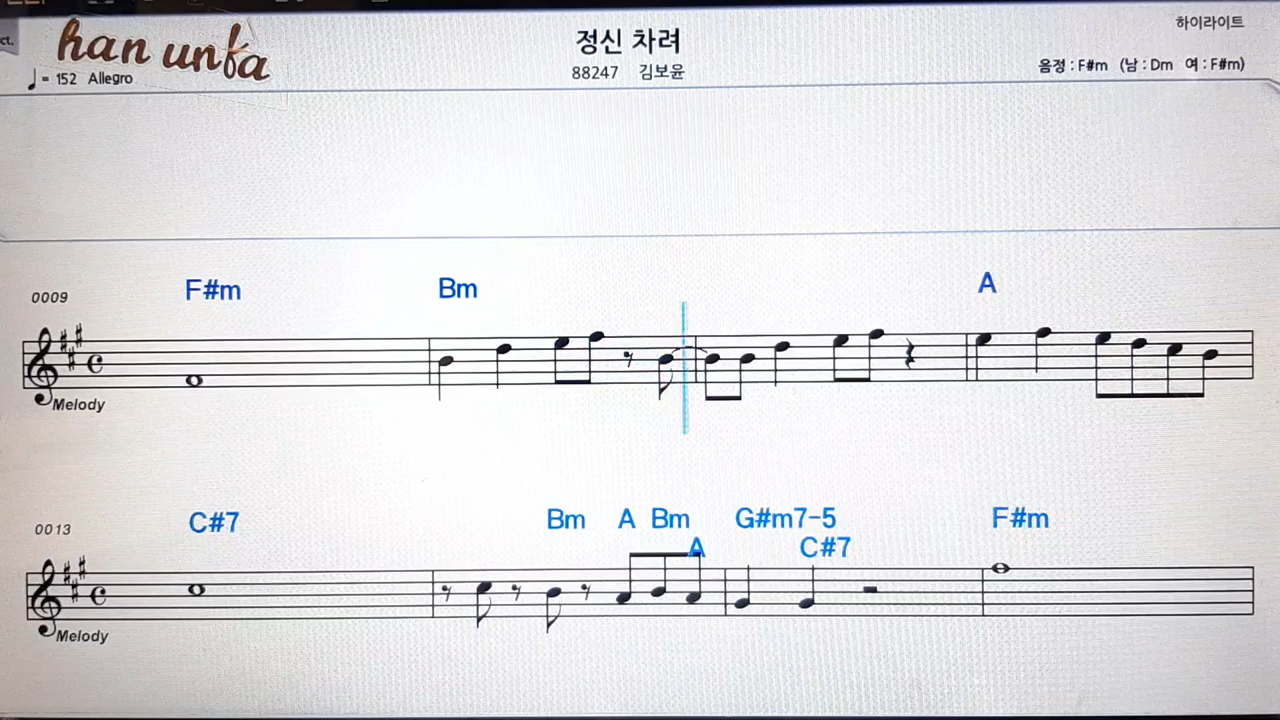 ct.
han unfa
정신 차려
하이라이트
♩= 152 Allegro
88247 김보윤
음정 : F#m (남 : Dm 여 : F#m)
F#m Bm A
0009
Melody
C#7 Bm A Bm G#m7-5 F#m
A C#7
0013
Melody